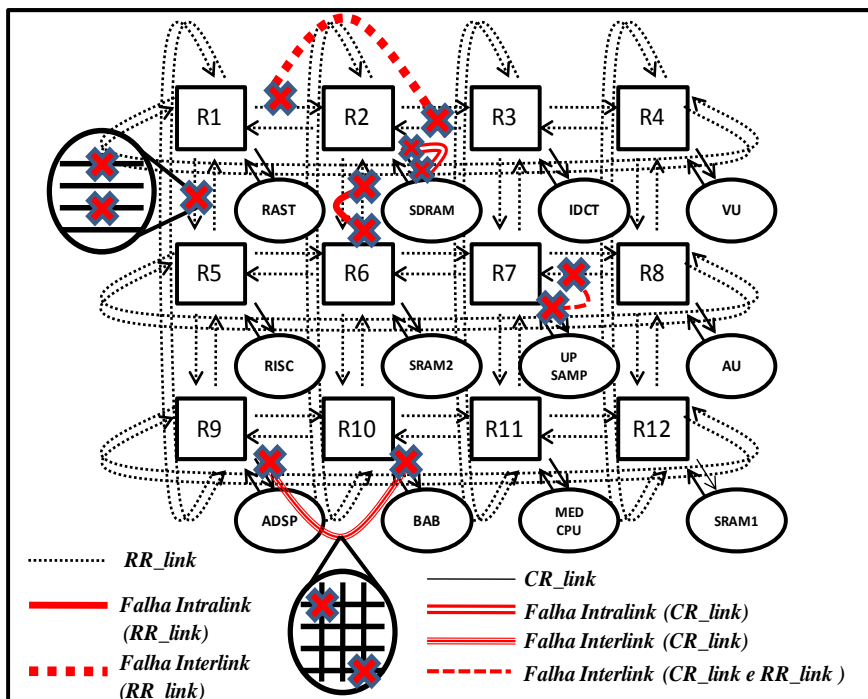 R1
R2
R3
R4
RAST
SDRAM
IDCT
VU
R5
R6
R7
R8
RISC
SRAM2
UP
SAMP
AU
R9
R10
R11
R12
ADSP
BAB
MED
CPU
SRAM1
RR_link
Falha Intralink
(RR_link)
Falha Interlink
(RR_link)
CR_link
Falha Intralink (CR_link)
Falha Interlink (CR_link)
Falha Interlink (CR_link e RR_link )